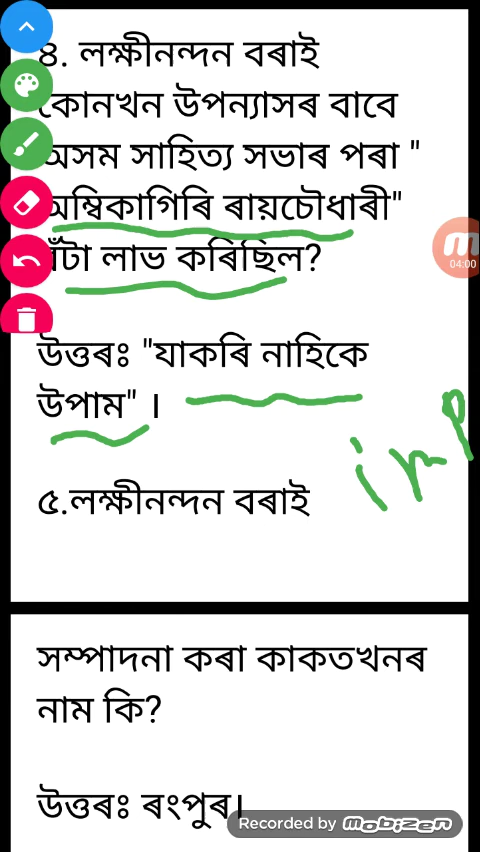 ৪. লক্ষীনন্দন বৰাই
কোনখন উপন্যাসৰ বাবে
অসম সাহিত্য সভাৰ পৰা "
অম্বিকাগিৰি ৰায়চৌধাৰী"
বঁটা লাভ কৰিছিল?
04:00
উত্তৰঃ "যাকৰি নাহিকে
উপাম" ।
imp
৫.লক্ষীনন্দন বৰাই
সম্পাদনা কৰা কাকতখনৰ
নাম কি?
উত্তৰঃ ৰংপুৰ।
Recorded by mobizen